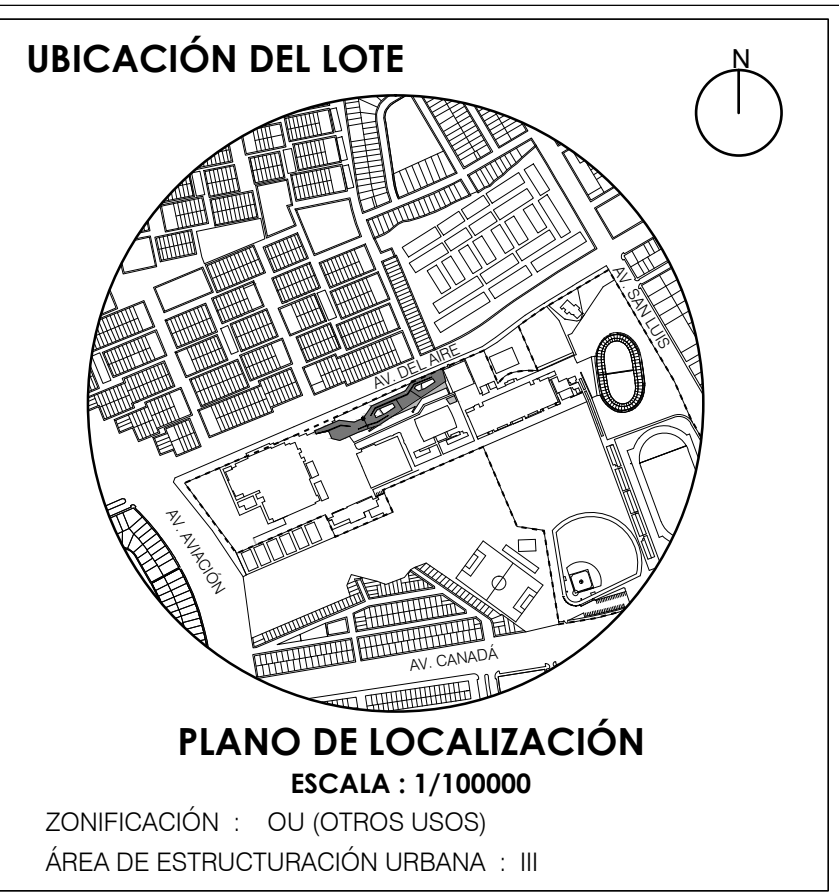 UBICACIÓN DEL LOTE
N
AV. SAN LUIS
AV. DEL AIRE
AV. AVIACIÓN
AV. CANADÁ
PLANO DE LOCALIZACIÓN
ESCALA : 1/100000
ZONIFICACIÓN : OU (OTROS USOS)
ÁREA DE ESTRUCTURACIÓN URBANA : III